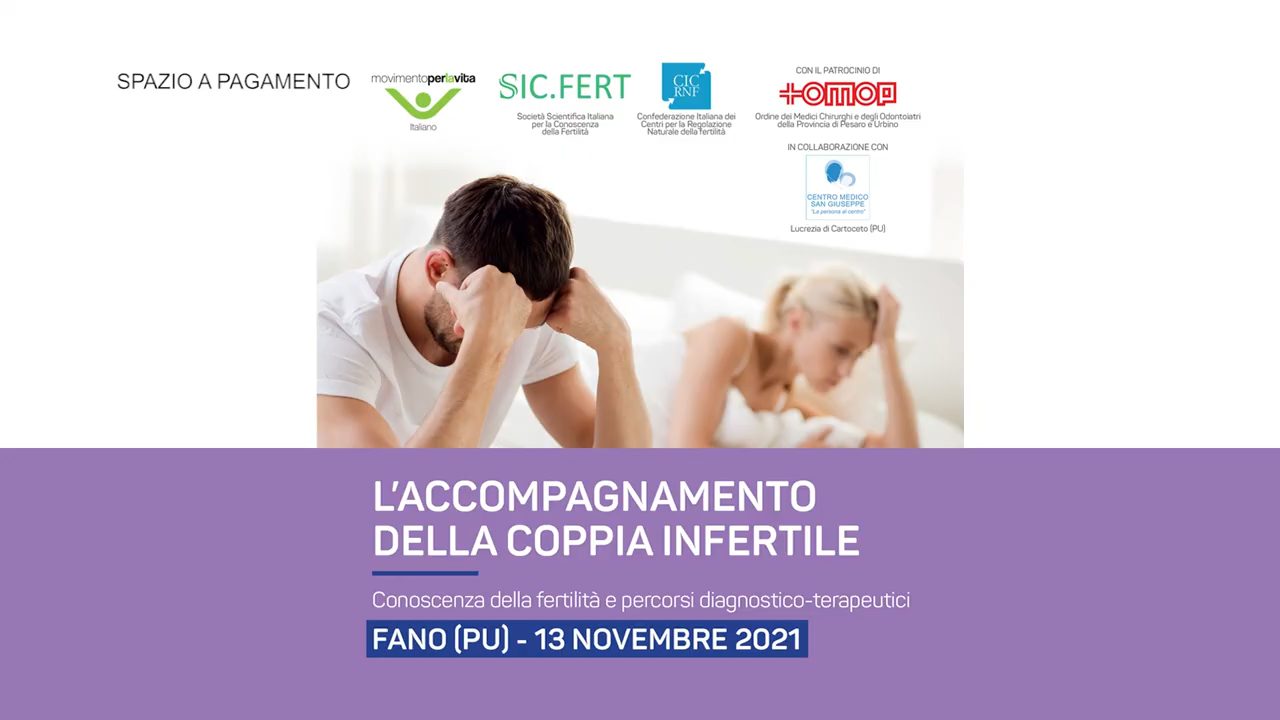 SPAZIO A PAGAMENTO
movimentoperlavita
Italiano
SIC.FERT
Società Scientifica Italiana
per la Conoscenza
della Fertilità
CIC
RNF
Confederazione Italiana dei
Centri per la Regolazione
Naturale della fertilità
CON IL PATROCINIO DI
+OMOP
Ordine dei Medici Chirurghi e degli Odontoiatri
della Provincia di Pesaro e Urbino
IN COLLABORAZIONE CON
CENTRO MEDICO
SAN GIUSEPPE
"La persona al centro"
Lucrezia di Cartoceto (PU)
L'ACCOMPAGNAMENTO
DELLA COPPIA INFERTILE
Conoscenza della fertilità e percorsi diagnostico-terapeutici
FANO (PU) - 13 NOVEMBRE 2021